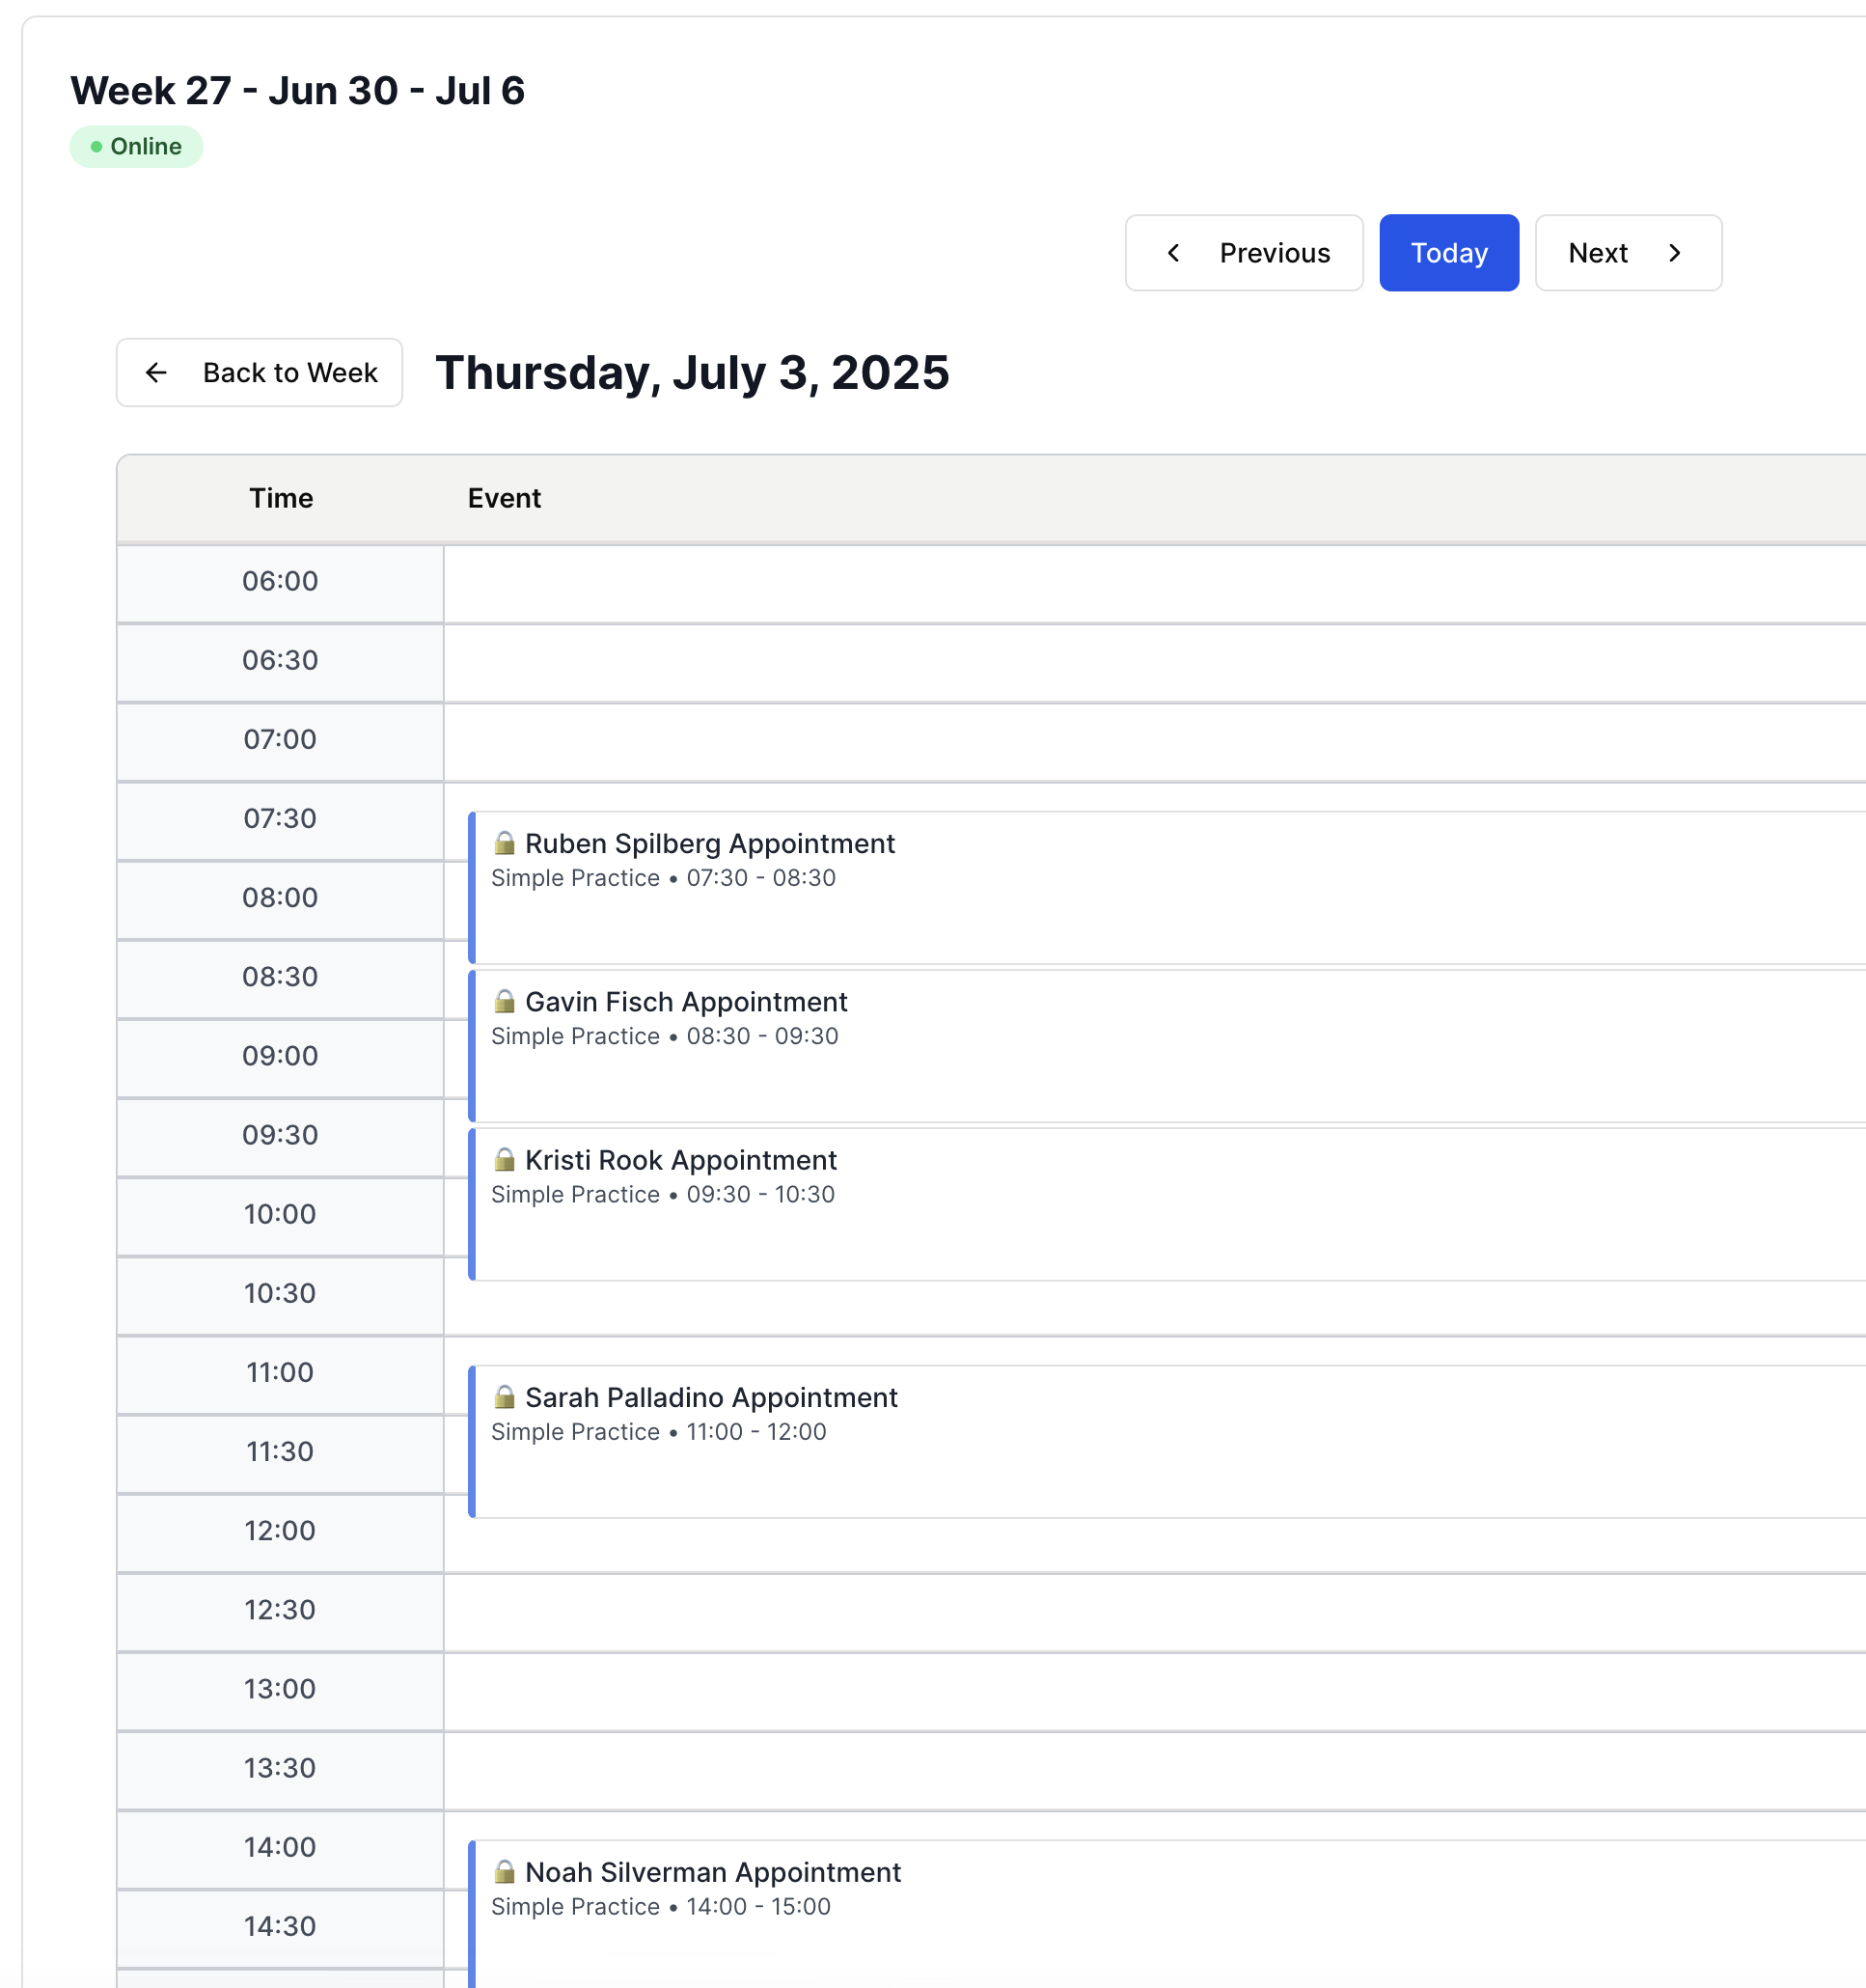 Week 27 - Jun 30 - Jul 6
Online
Previous
Today
Next
Back to Week
Thursday, July 3, 2025
Time Event
06:00
06:30
07:00
07:30
🔒 Ruben Spilberg Appointment
Simple Practice • 07:30 - 08:30
08:00
08:30
🔒 Gavin Fisch Appointment
Simple Practice • 08:30 - 09:30
09:00
09:30
🔒 Kristi Rook Appointment
Simple Practice • 09:30 - 10:30
10:00
10:30
11:00
🔒 Sarah Palladino Appointment
Simple Practice • 11:00 - 12:00
11:30
12:00
12:30
13:00
13:30
14:00
🔒 Noah Silverman Appointment
Simple Practice • 14:00 - 15:00
14:30